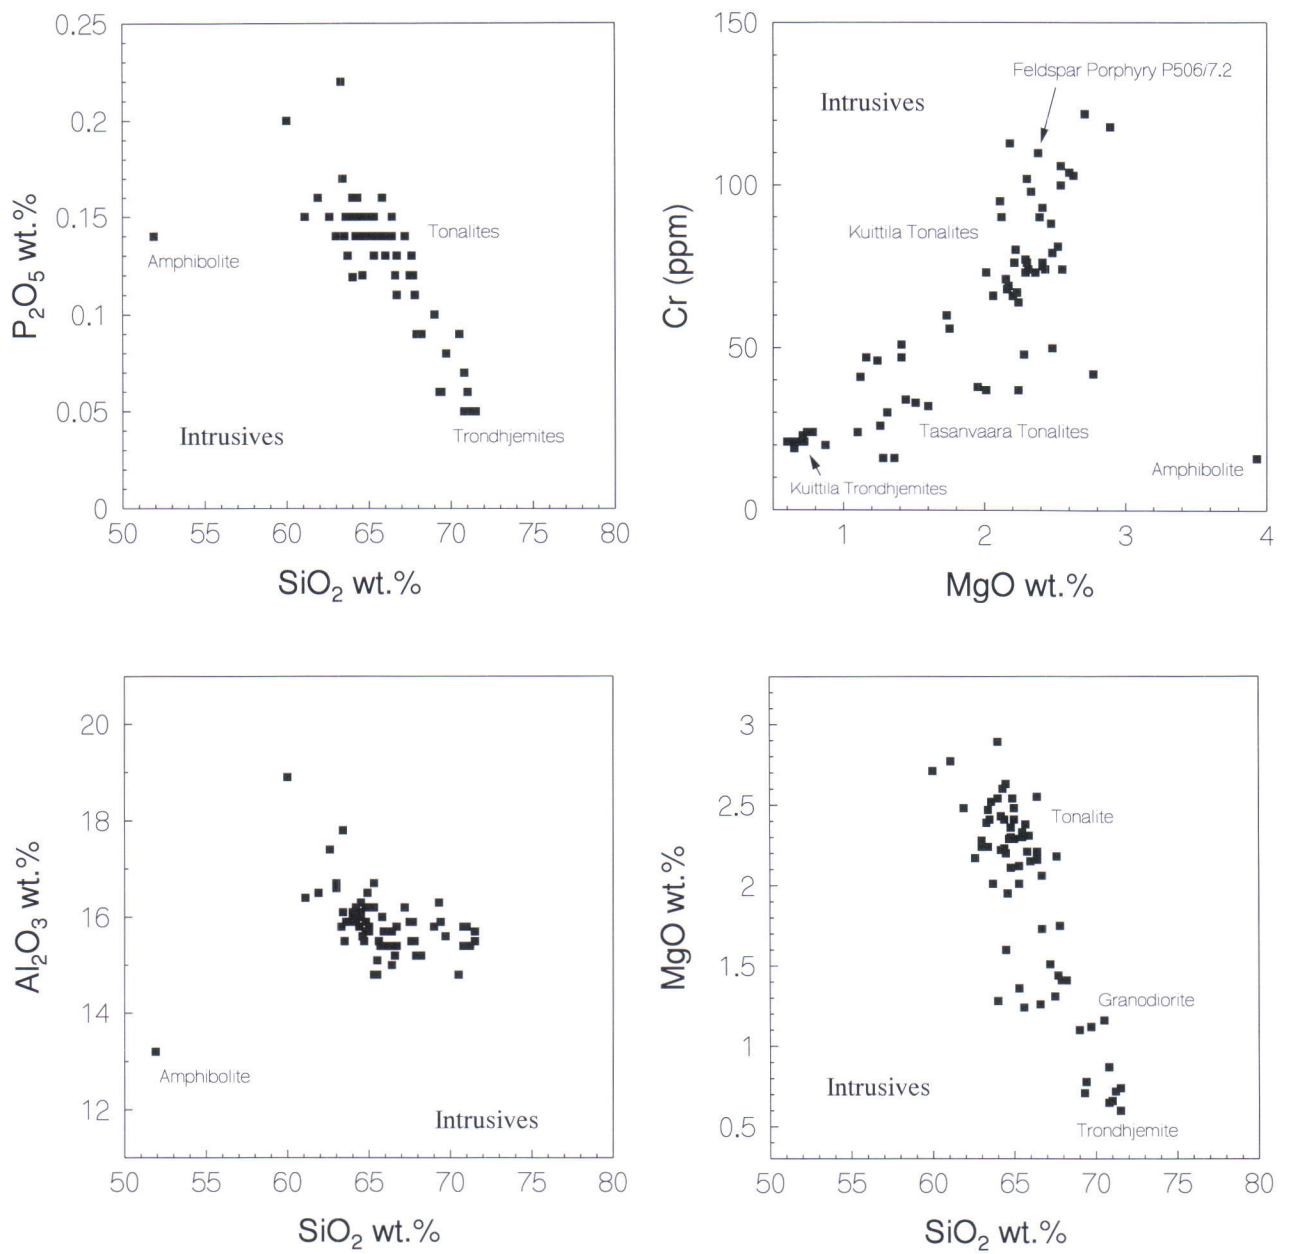 0.25
0.2
0.15
0.1
0.05
0
P2O5 wt.%
Amphibolite
Tonalites
Intrusives
Trondhjemites
50 55 60 65 70 75 80
SiO2 wt.%
150
100
50
0
Cr (ppm)
Feldspar Porphyry P506/7.2
Intrusives
Kuittila Tonalites
Tasanvaara Tonalites
Amphibolite
Kuittila Trondhjemites
1 2 3 4
MgO wt.%
20
18
16
14
12
Al2O3 wt.%
Amphibolite
Intrusives
50 55 60 65 70 75 80
SiO2 wt.%
3
2.5
2
1.5
1
0.5
MgO wt.%
Tonalite
Granodiorite
Intrusives
Trondhjemite
50 55 60 65 70 75 80
SiO2 wt.%